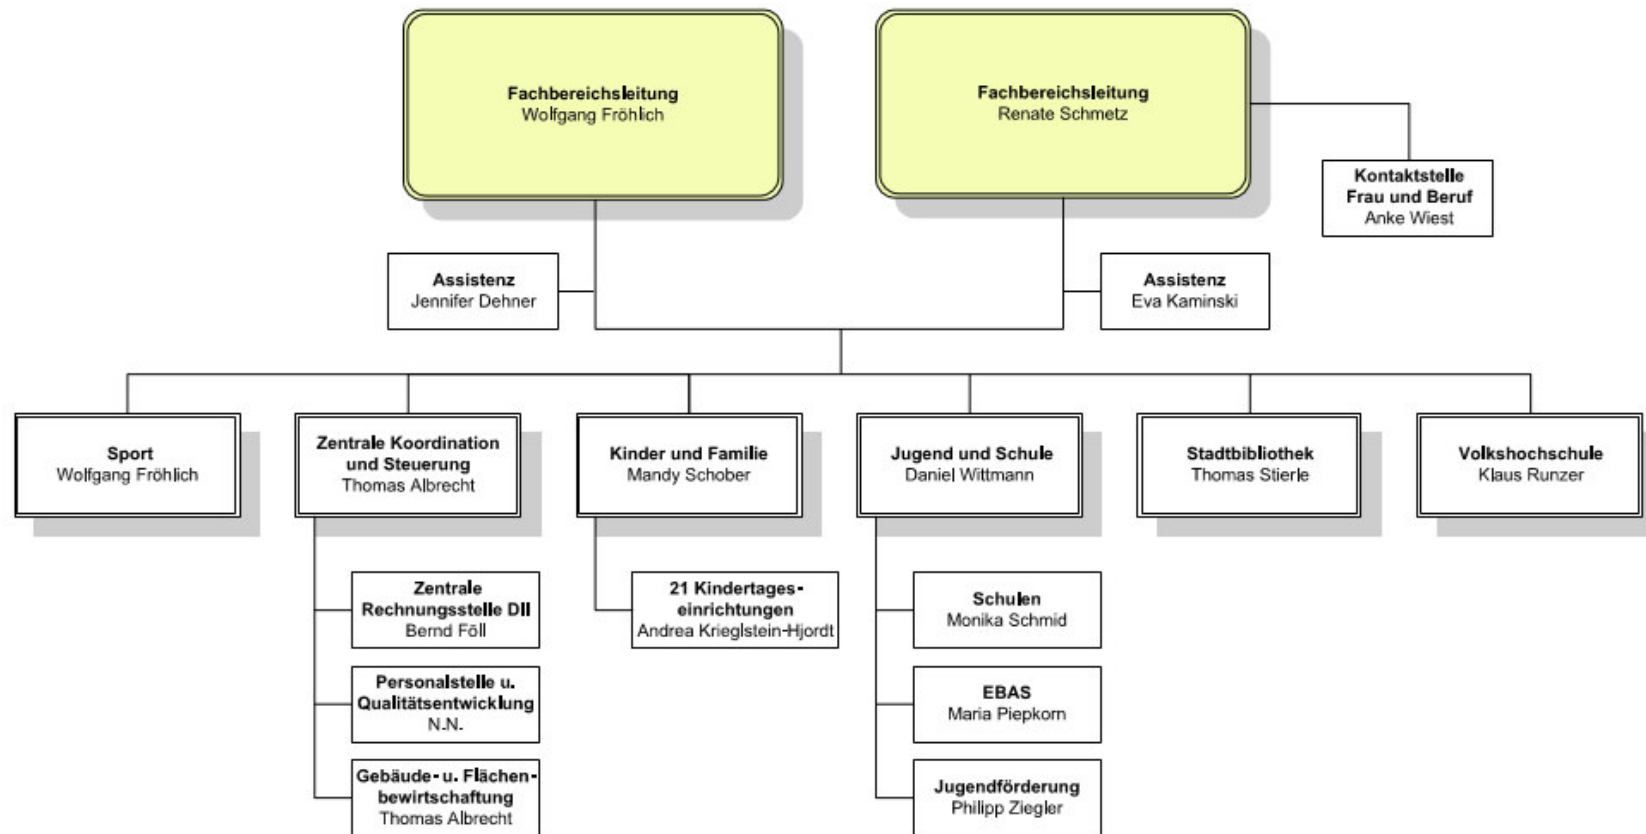 Fachbereichsleitung
Wolfgang Fröhlich
Fachbereichsleitung
Renate Schmetz
Kontaktstelle
Frau und Beruf
Anke Wiest
Assistenz
Jennifer Dehner
Assistenz
Eva Kaminski
Sport
Wolfgang Fröhlich
Zentrale Koordination
und Steuerung
Thomas Albrecht
Kinder und Familie
Mandy Schober
Jugend und Schule
Daniel Wittmann
Stadtbibliothek
Thomas Stierle
Volkshochschule
Klaus Runzer
Zentrale
Rechnungsstelle DII
Bernd Föll
Personalstelle u.
Qualitätsentwicklung
N.N.
Gebäude- u. Flächen-
bewirtschaftung
Thomas Albrecht
21 Kindertages-
einrichtungen
Andrea Krieglstein-Hjordt
Schulen
Monika Schmid
EBAS
Maria Piepkorn
Jugendförderung
Philipp Ziegler